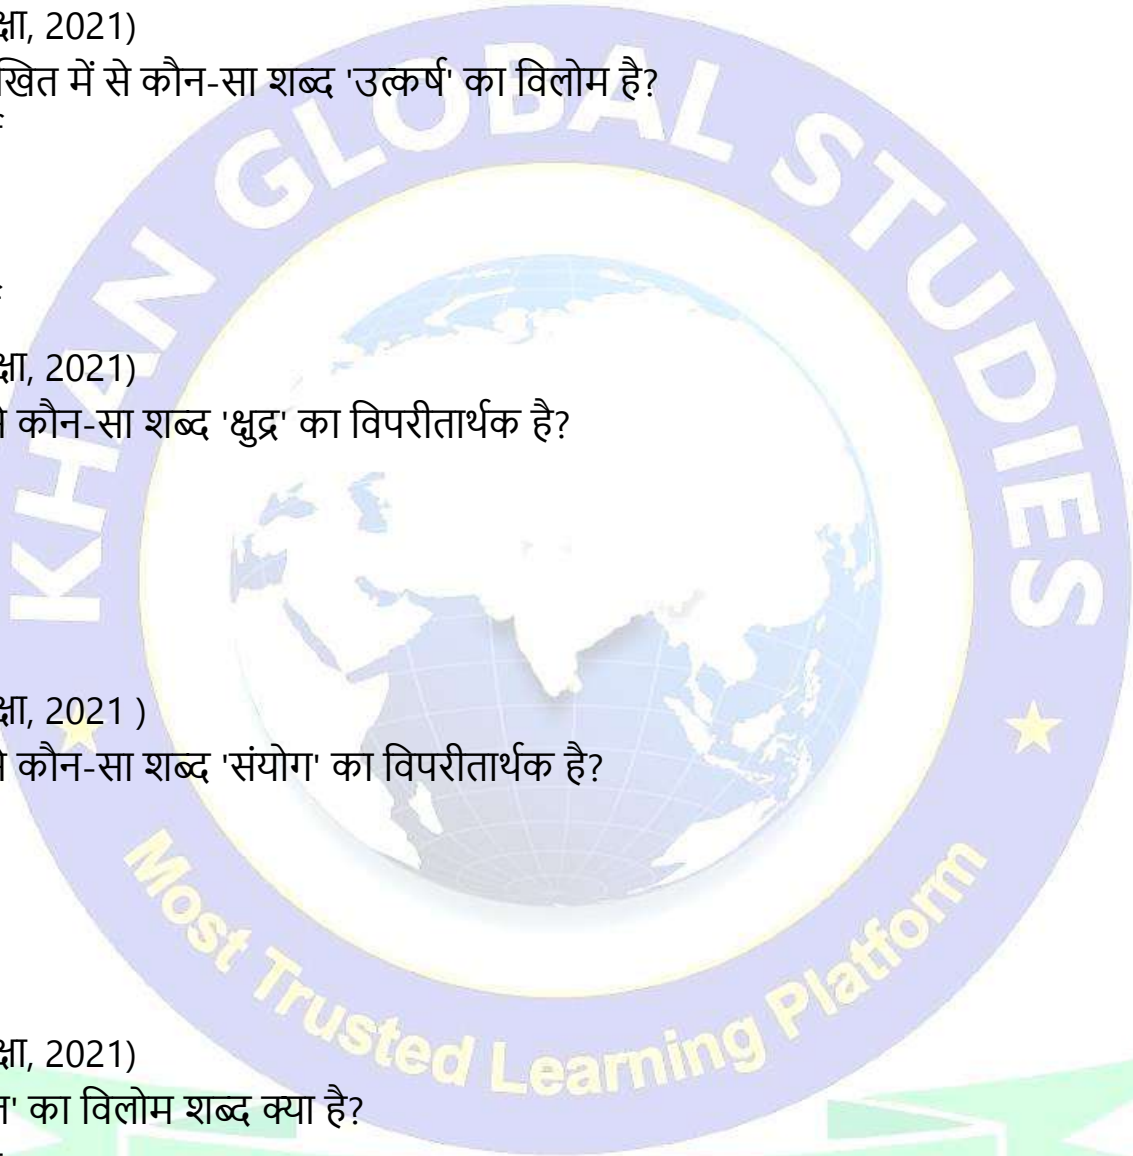 क्षा, 2021)
खित में से कौन-सा शब्द 'उत्कर्ष' का विलोम है?
क्षा, 2021)
कौन-सा शब्द 'क्षुद्र' का विपरीतार्थक है?
क्षा, 2021 )
कौन-सा शब्द 'संयोग' का विपरीतार्थक है?
क्षा, 2021)
' का विलोम शब्द क्या है?
KHAN GLOBAL STUDIES
Most Trusted Learning Platform